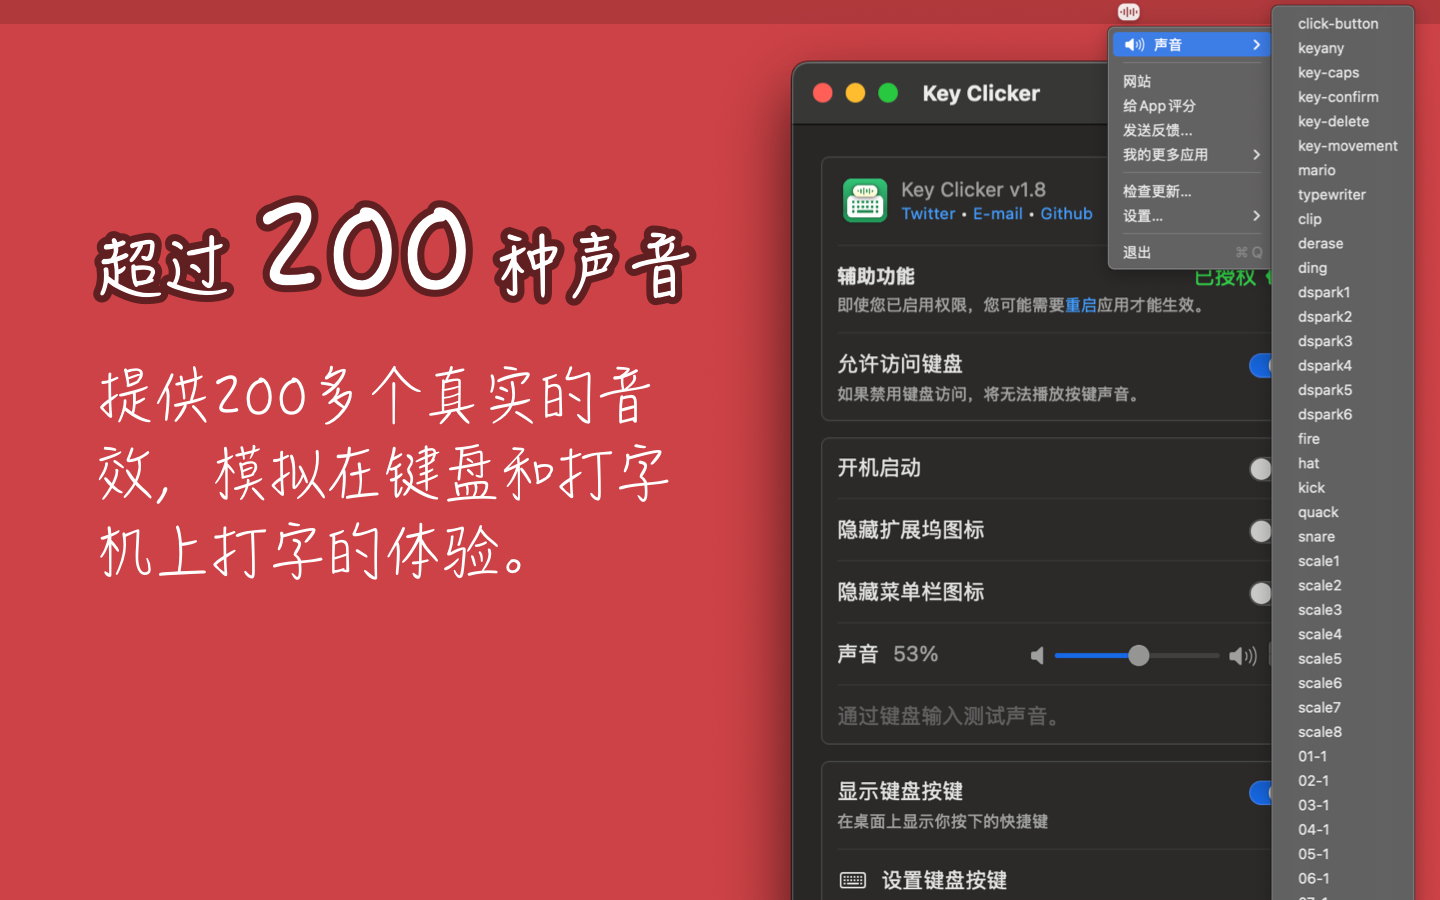 超过 200 种声音
提供200多个真实的音
效，模拟在键盘和打字
机上打字的体验。
Key Clicker
Key Clicker v1.8
Twitter • E-mail • Github
辅助功能
已授权
即使您已启用权限，您可能需要重启应用才能生效。
允许访问键盘
如果禁用键盘访问，将无法播放按键声音。
开机启动
隐藏扩展坞图标
隐藏菜单栏图标
声音 53%
通过键盘输入测试声音。
显示键盘按键
在桌面上显示你按下的快捷键
设置键盘按键
声音
网站
给App评分
发送反馈...
我的更多应用
检查更新...
设置...
退出 ⌘Q
click-button
keyany
key-caps
key-confirm
key-delete
key-movement
mario
typewriter
clip
derase
ding
dspark1
dspark2
dspark3
dspark4
dspark5
dspark6
fire
hat
kick
quack
snare
scale1
scale2
scale3
scale4
scale5
scale6
scale7
scale8
01-1
02-1
03-1
04-1
05-1
06-1